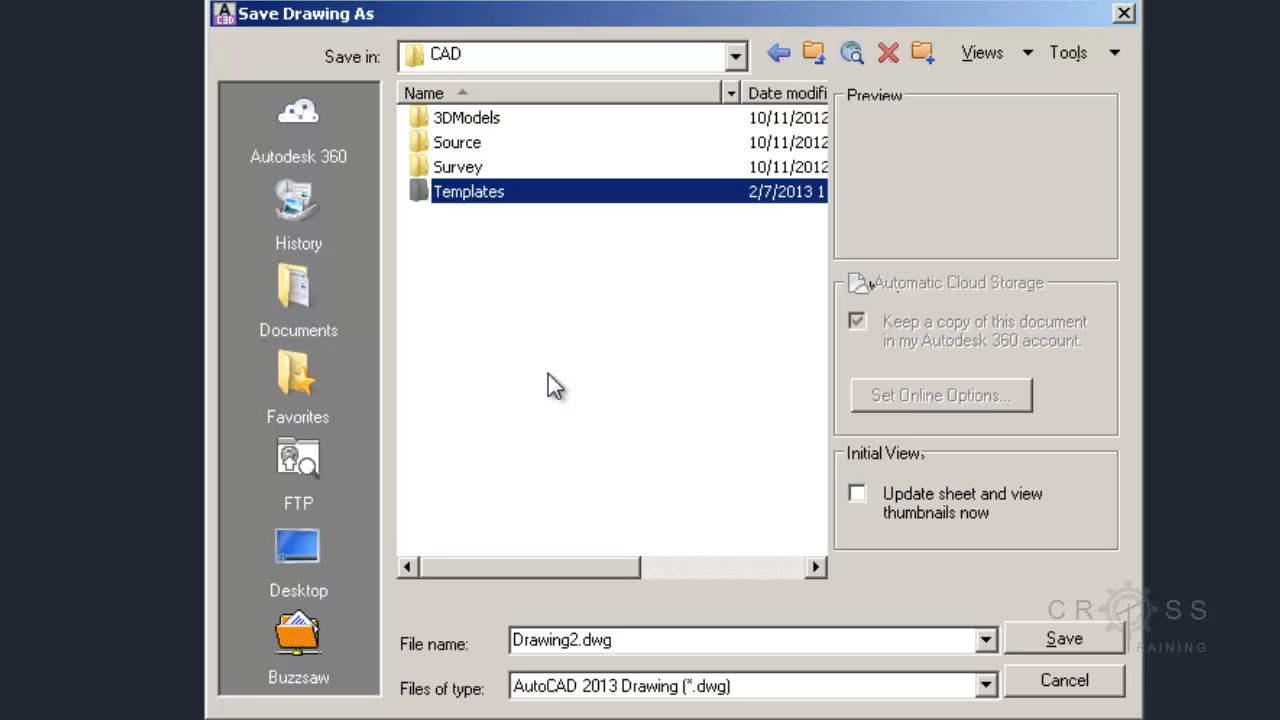 Save Drawing As
Save in:
CAD
Views
Tools
Name
Date modifi
Preview
3DModels
10/11/2012
Source
10/11/2012
Survey
10/11/2012
Templates
2/7/2013 1
Autodesk 360
History
Documents
Favorites
FTP
Desktop
Buzzsaw
Automatic Cloud Storage
Keep a copy of this document
in my Autodesk 360 account.
Set Online Options...
Initial View
Update sheet and view
thumbnails now
File name:
Drawing2.dwg
Save
Files of type:
AutoCAD 2013 Drawing (*.dwg)
Cancel
CROSS
TRAINING